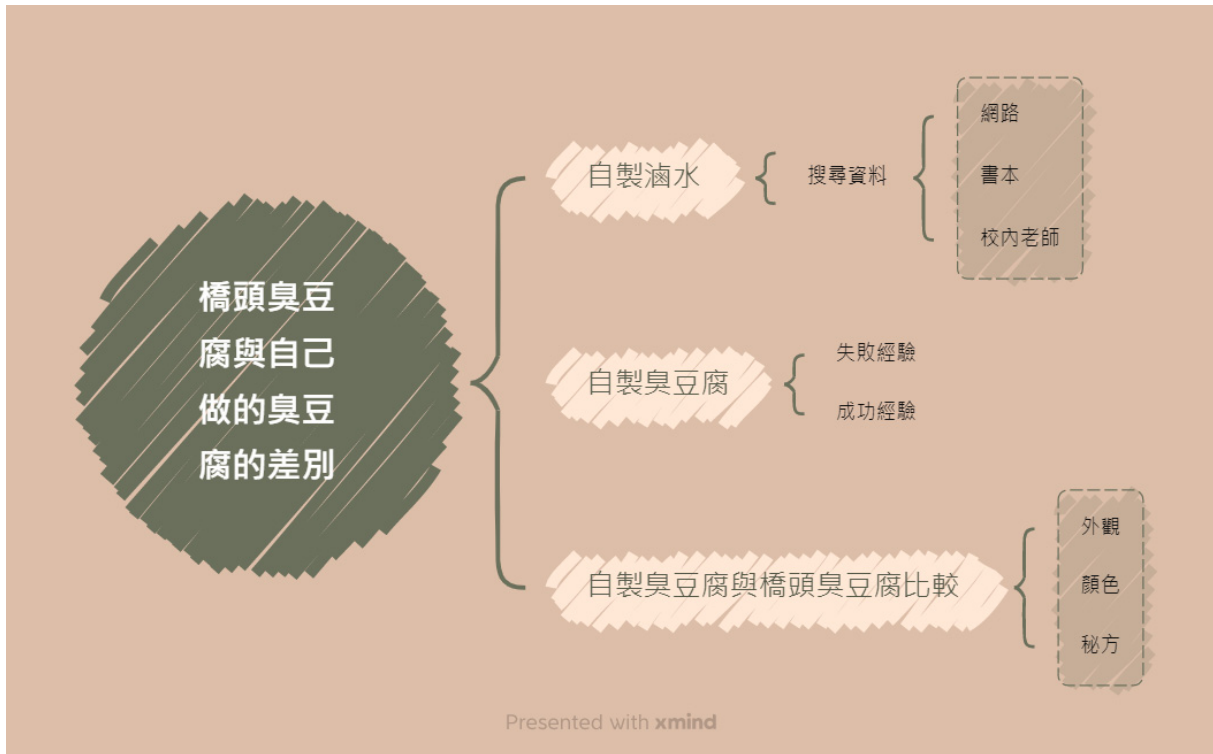 橋頭臭豆
腐與自己
做的臭豆
腐的差別
自製滷水
搜尋資料
網路
書本
校內老師
自製臭豆腐
失敗經驗
成功經驗
自製臭豆腐與橋頭臭豆腐比較
外觀
顏色
秘方
Presented with xmind